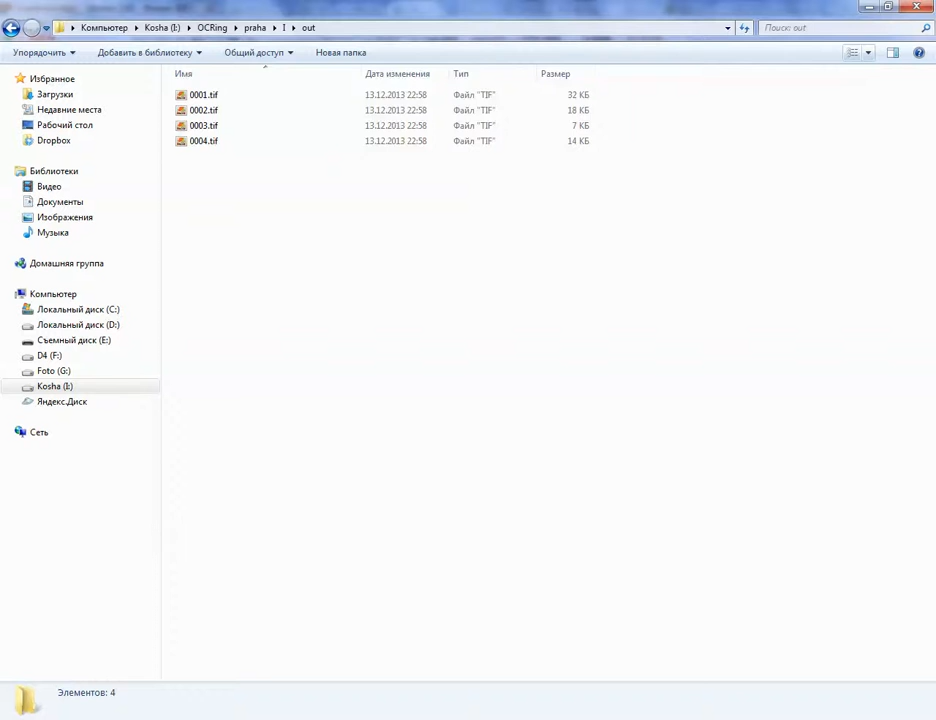 Компьютер Kosha (I:) OCRing praha I out Поиск: out
Упорядочить Добавить в библиотеку Общий доступ Новая папка
Имя Дата изменения Тип Размер
Избранное
Загрузки
Недавние места
Рабочий стол
Dropbox
Библиотеки
Видео
Документы
Изображения
Музыка
Домашняя группа
Компьютер
Локальный диск (C:)
Локальный диск (D:)
Съемный диск (E:)
D4 (F:)
Foto (G:)
Kosha (I:)
Яндекс.Диск
Сеть
0001.tif 13.12.2013 22:58 Файл "TIF" 32 КБ
0002.tif 13.12.2013 22:58 Файл "TIF" 18 КБ
0003.tif 13.12.2013 22:58 Файл "TIF" 7 КБ
0004.tif 13.12.2013 22:58 Файл "TIF" 14 КБ
Элементов: 4